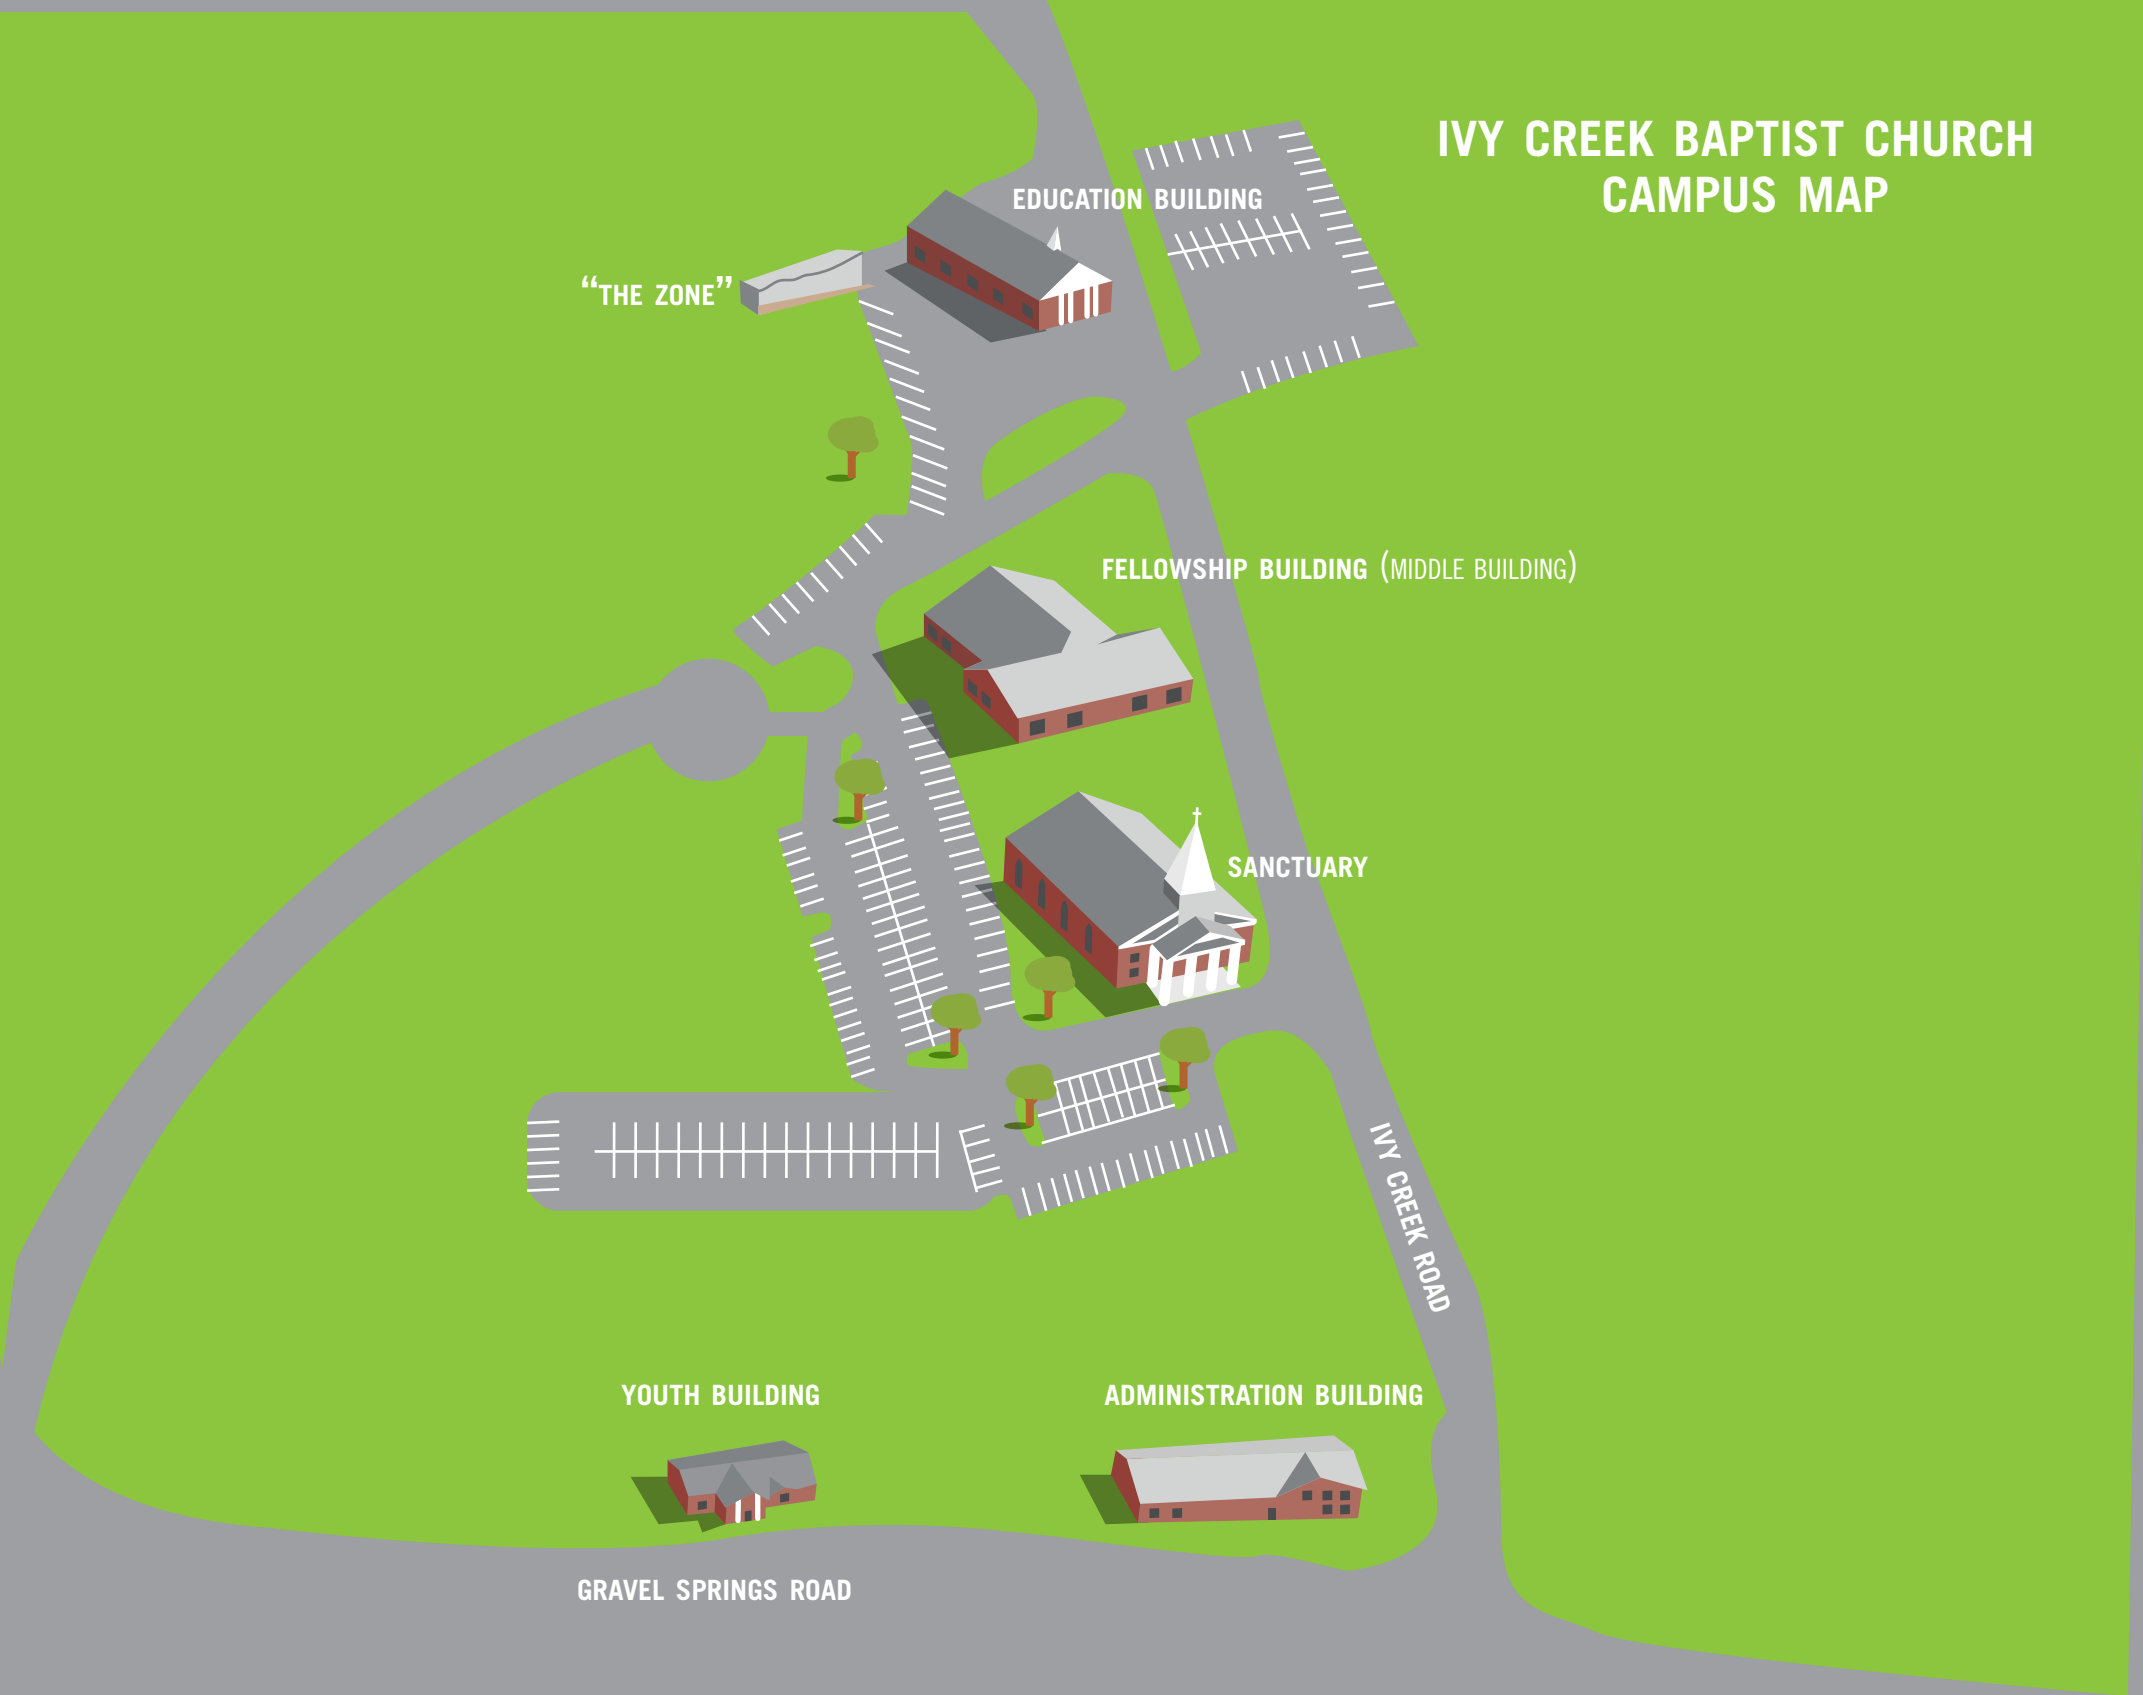 IVY CREEK BAPTIST CHURCH
CAMPUS MAP
EDUCATION BUILDING
“THE ZONE”
FELLOWSHIP BUILDING (MIDDLE BUILDING)
SANCTUARY
IVY CREEK ROAD
YOUTH BUILDING
ADMINISTRATION BUILDING
GRAVEL SPRINGS ROAD